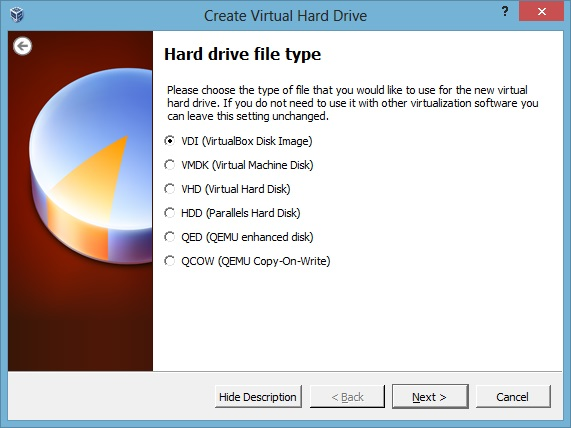 Create Virtual Hard Drive
?
Hard drive file type
Please choose the type of file that you would like to use for the new virtual
hard drive. If you do not need to use it with other virtualization software you
can leave this setting unchanged.
VDI (VirtualBox Disk Image)
VMDK (Virtual Machine Disk)
VHD (Virtual Hard Disk)
HDD (Parallels Hard Disk)
QED (QEMU enhanced disk)
QCOW (QEMU Copy-On-Write)
Hide Description
< Back
Next >
Cancel